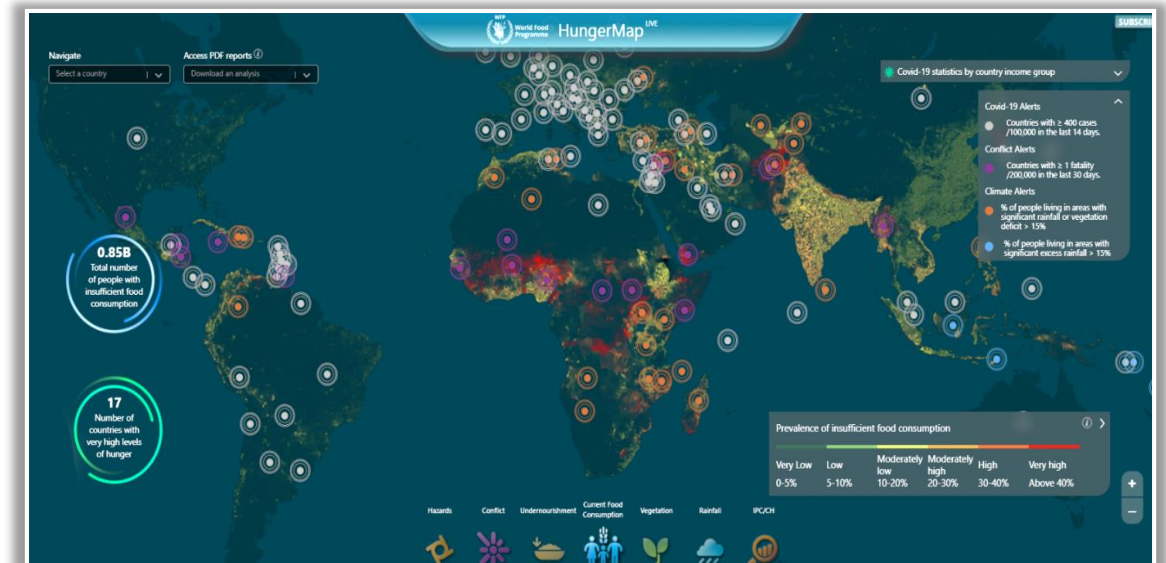 WFP
World Food
Programme
HungerMap LIVE
SUBSCRI
Navigate
Select a country
Access PDF reports
Download an analysis
Covid-19 statistics by country income group
Covid-19 Alerts
Countries with ≥ 400 cases
/100,000 in the last 14 days.
Conflict Alerts
Countries with ≥ 1 fatality
/200,000 in the last 30 days.
Climate Alerts
% of people living in areas with
significant rainfall or vegetation
deficit > 15%
% of people living in areas with
significant excess rainfall > 15%
0.85B
Total number
of people with
insufficient food
consumption
17
Number of
countries with
very high levels
of hunger
Prevalence of insufficient food consumption
Very Low
0-5%
Low
5-10%
Moderately
low
10-20%
Moderately
high
20-30%
High
30-40%
Very high
Above 40%
Hazards
Conflict
Undernourishment
Current Food
Consumption
Vegetation
Rainfall
IPC/CH
+
−